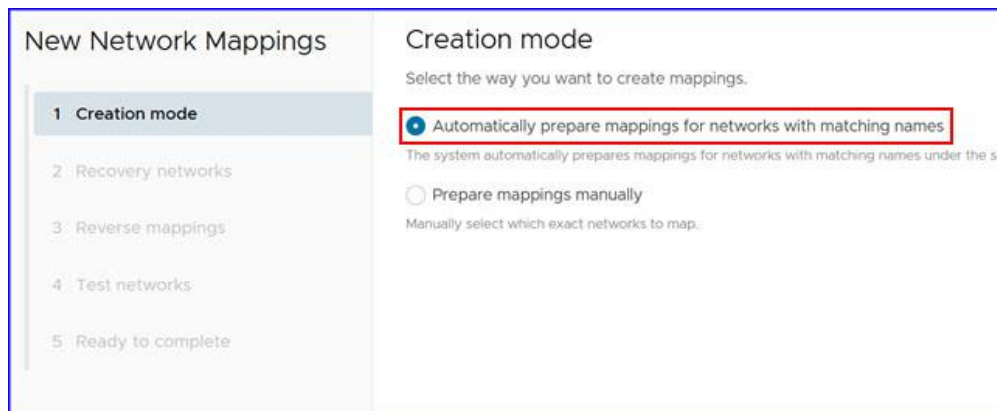 New Network Mappings
1 Creation mode
2 Recovery networks
3 Reverse mappings
4 Test networks
5 Ready to complete
Creation mode
Select the way you want to create mappings.
Automatically prepare mappings for networks with matching names
The system automatically prepares mappings for networks with matching names under the s
Prepare mappings manually
Manually select which exact networks to map.